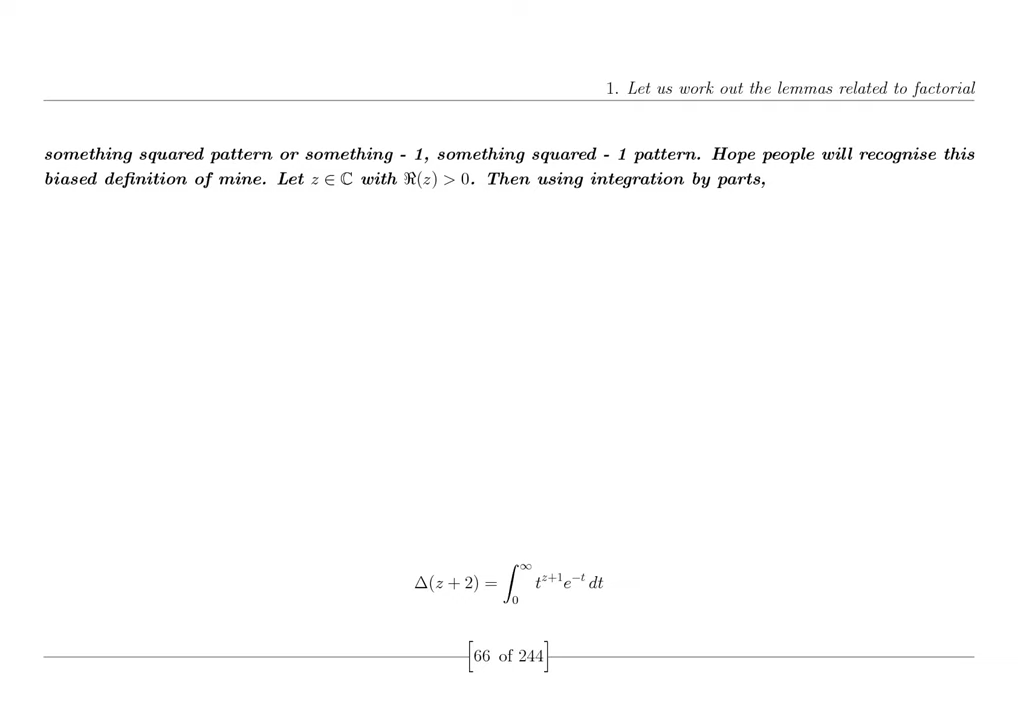 1. Let us work out the lemmas related to factorial
something squared pattern or something - 1, something squared - 1 pattern. Hope people will recognise this
biased definition of mine. Let z ∈ ℂ with ℜ(z) > 0. Then using integration by parts,
Δ(z + 2) = ∫₀^∞ t^{z+1} e^{−t} dt
[66 of 244]